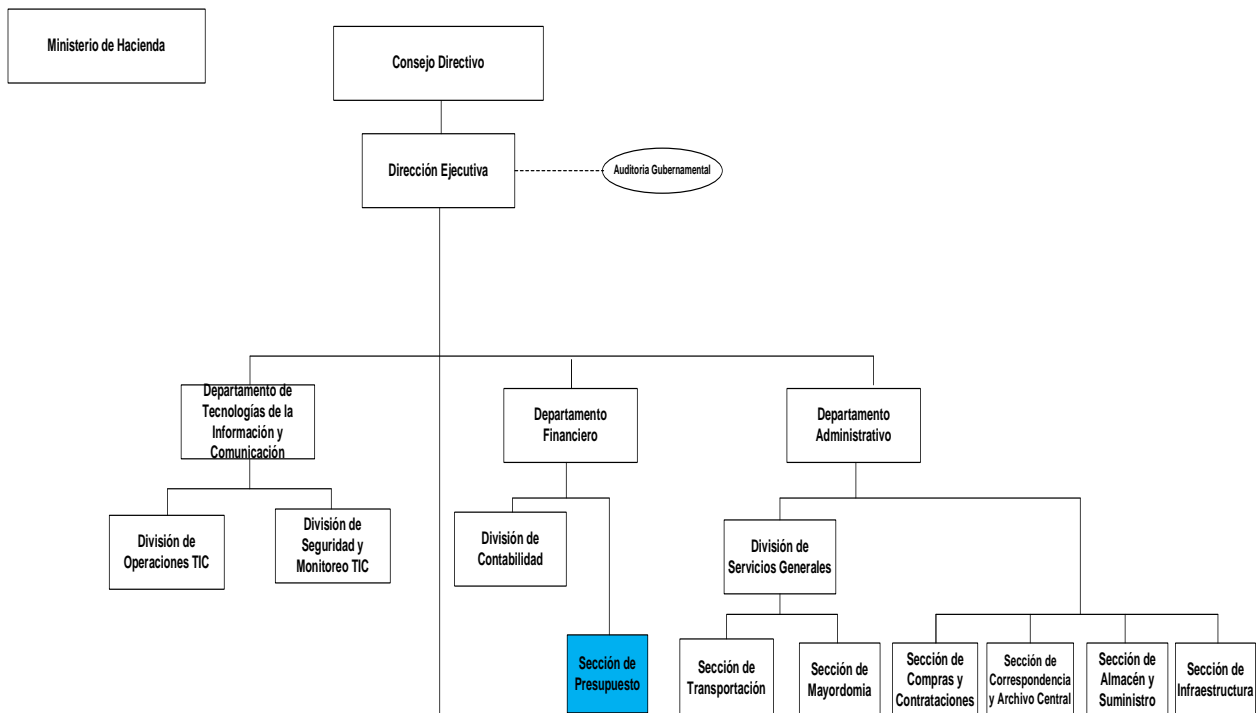 Ministerio de Hacienda
Consejo Directivo
Dirección Ejecutiva
Auditoria Gubernamental
Departamento de
Tecnologías de la
Información y
Comunicación
Departamento
Financiero
Departamento
Administrativo
División de
Operaciones TIC
División de
Seguridad y
Monitoreo TIC
División de
Contabilidad
División de
Servicios Generales
Sección de
Presupuesto
Sección de
Transportación
Sección de
Mayordomia
Sección de
Compras y
Contrataciones
Sección de
Correspondencia
y Archivo Central
Sección de
Almacén y
Suministro
Sección de
Infraestructura